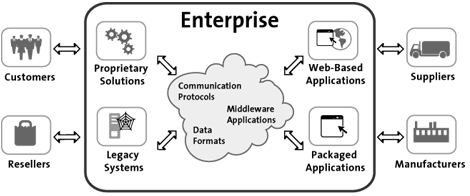 Enterprise
Customers
Proprietary
Solutions
Web-Based
Applications
Suppliers
Communication
Protocols
Middleware
Applications
Data
Formats
Resellers
Legacy
Systems
Packaged
Applications
Manufacturers